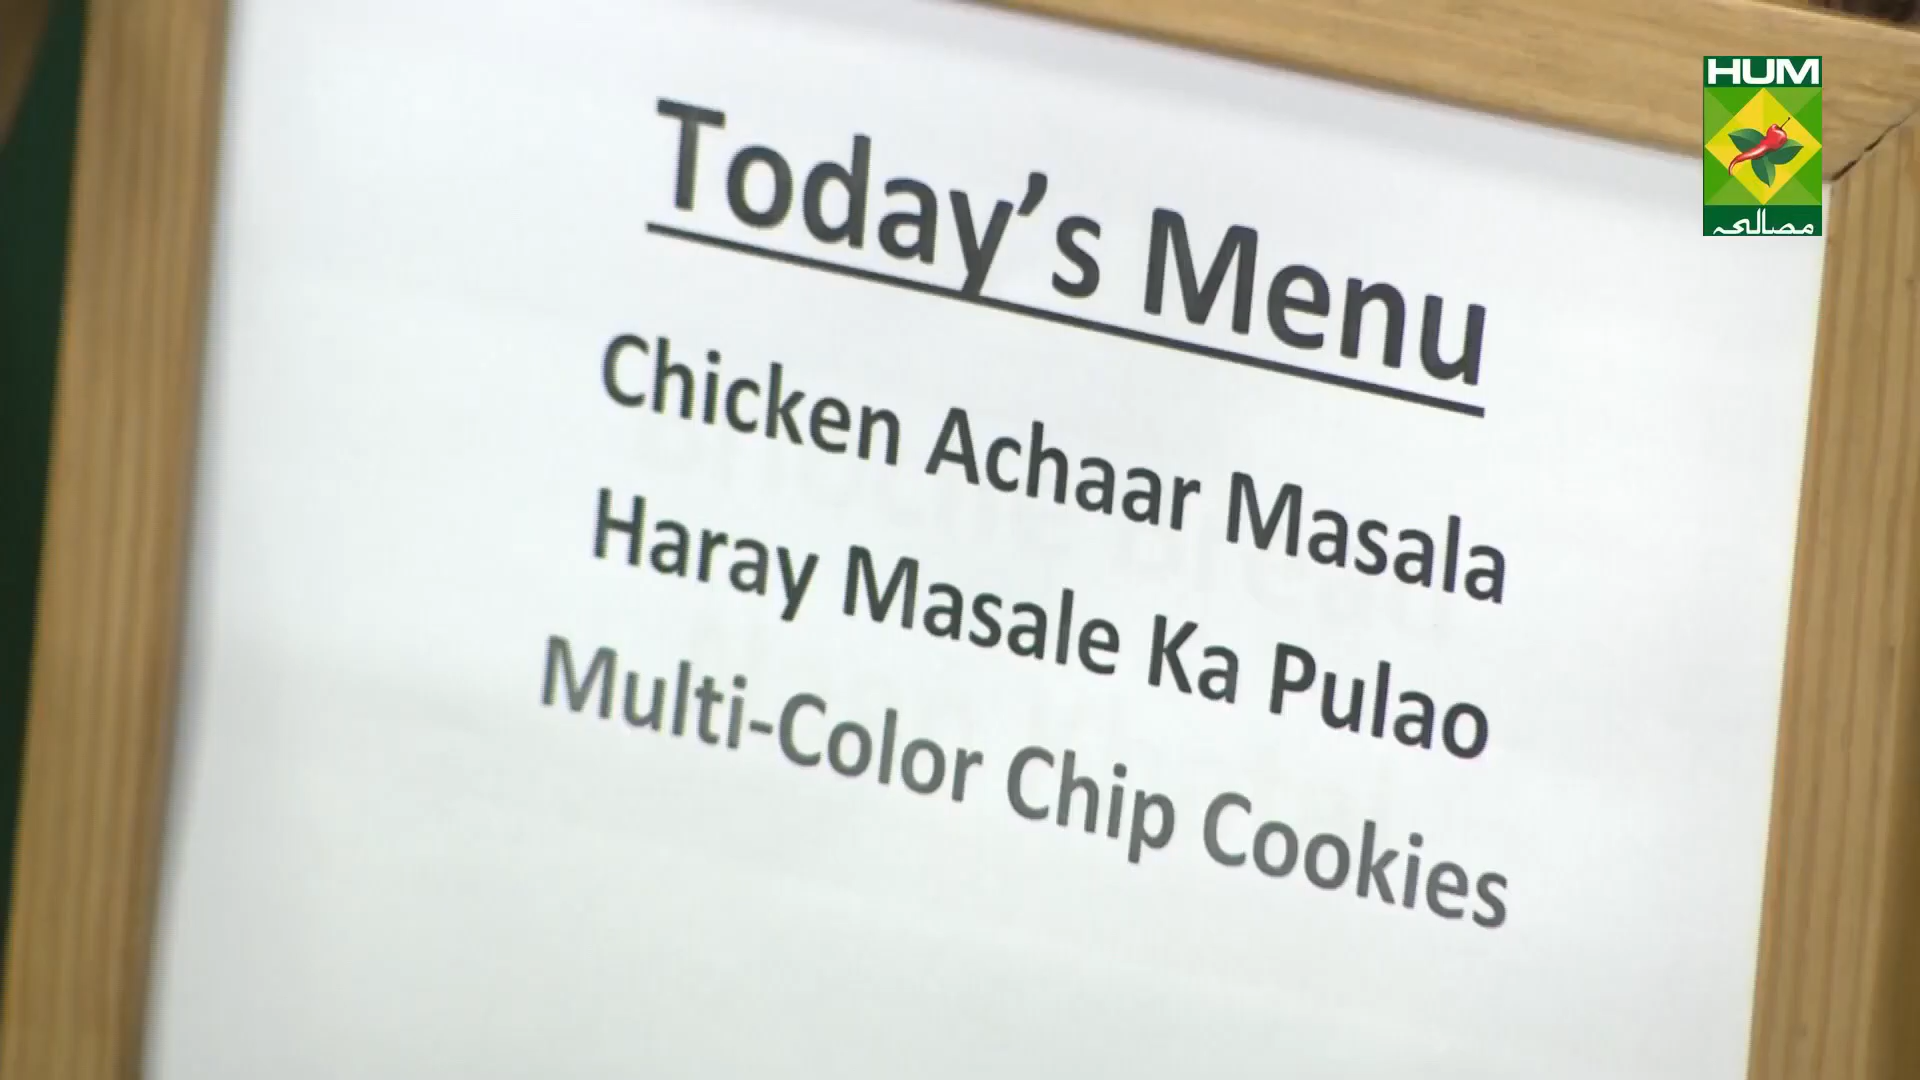 HUM
مصالحہ
Today's Menu
Chicken Achaar Masala
Haray Masale Ka Pulao
Multi-Color Chip Cookies